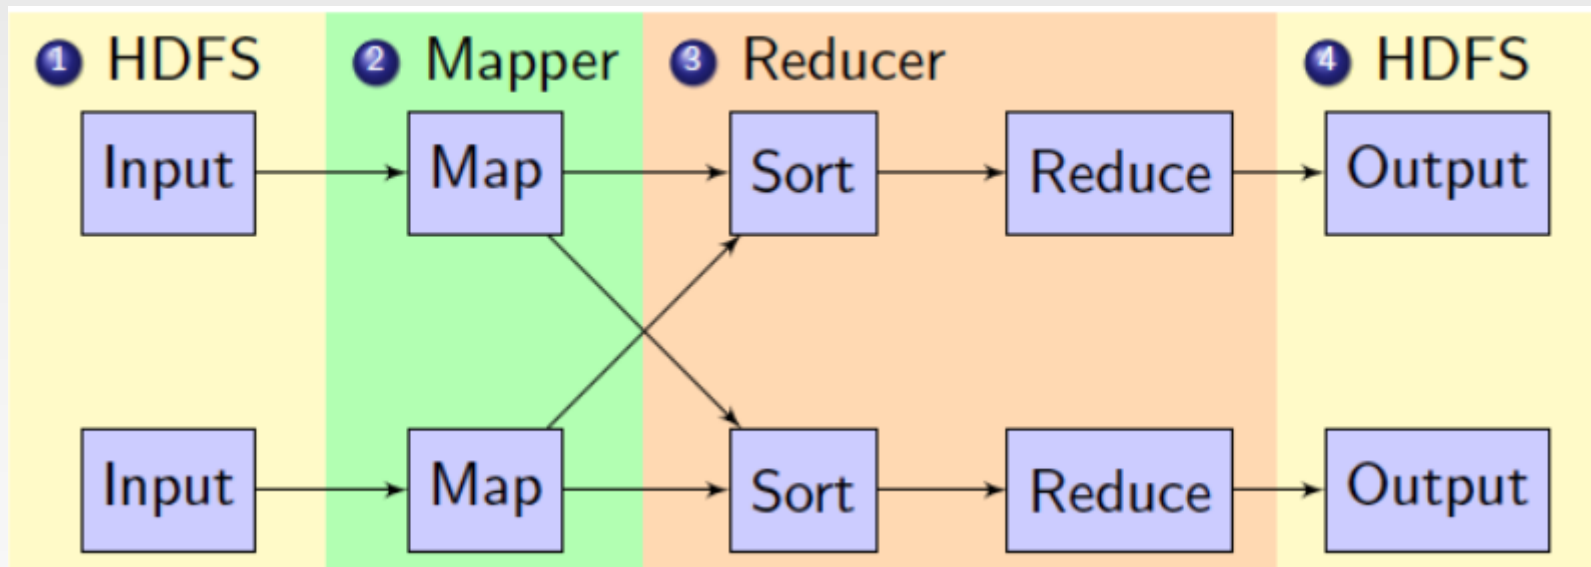 1 HDFS
2 Mapper
3 Reducer
4 HDFS
Input
Map
Sort
Reduce
Output
Input
Map
Sort
Reduce
Output